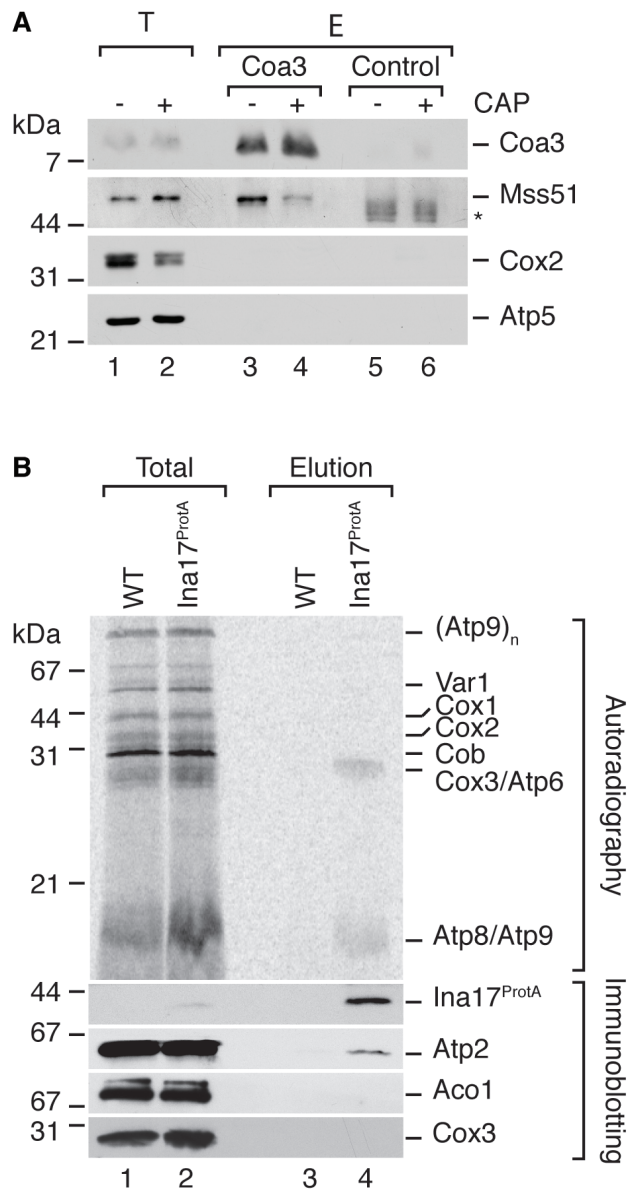 A
T E
Coa3 Control
- + - + - + CAP
kDa
7 Coa3
44 Mss51
*
31 Cox2
21 Atp5
1 2 3 4 5 6
B
Total Elution
WT Ina17ProtA WT Ina17ProtA
kDa
(Atp9)n
67
Var1
44 Cox1
Cox2
31 Cob
Cox3/Atp6
21
Atp8/Atp9
Autoradiography
44 Ina17ProtA
67 Atp2
67 Aco1
31 Cox3
Immunoblotting
1 2 3 4